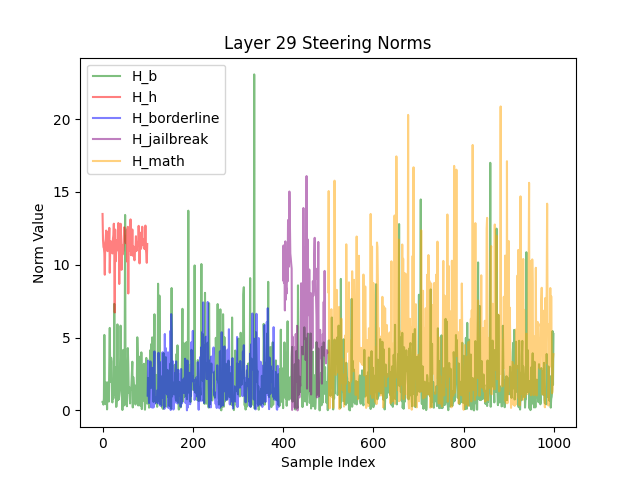 Layer 29 Steering Norms
H_b
H_h
H_borderline
H_jailbreak
H_math
Norm Value
20
15
10
5
0
0 200 400 600 800 1000
Sample Index